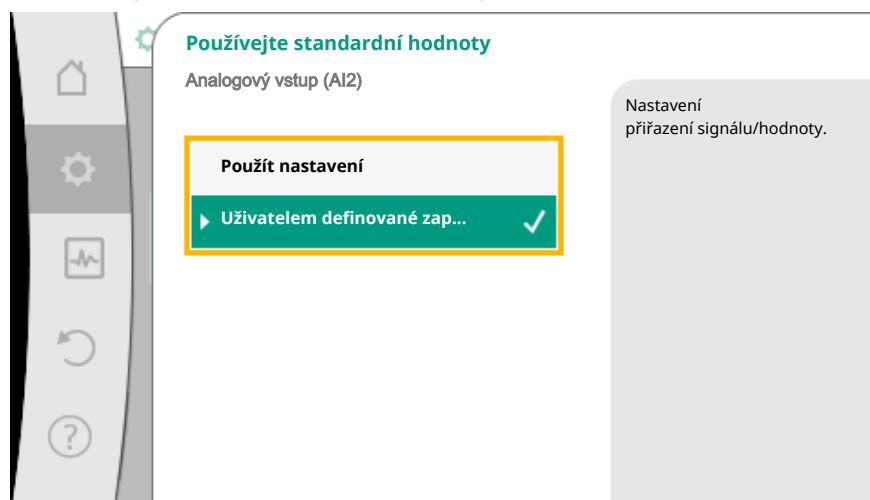 Používejte standardní hodnoty
Analogový vstup (AI2)
Nastavení
přiřazení signálu/hodnoty.
Použít nastavení
Uživatelem definované zap...
?